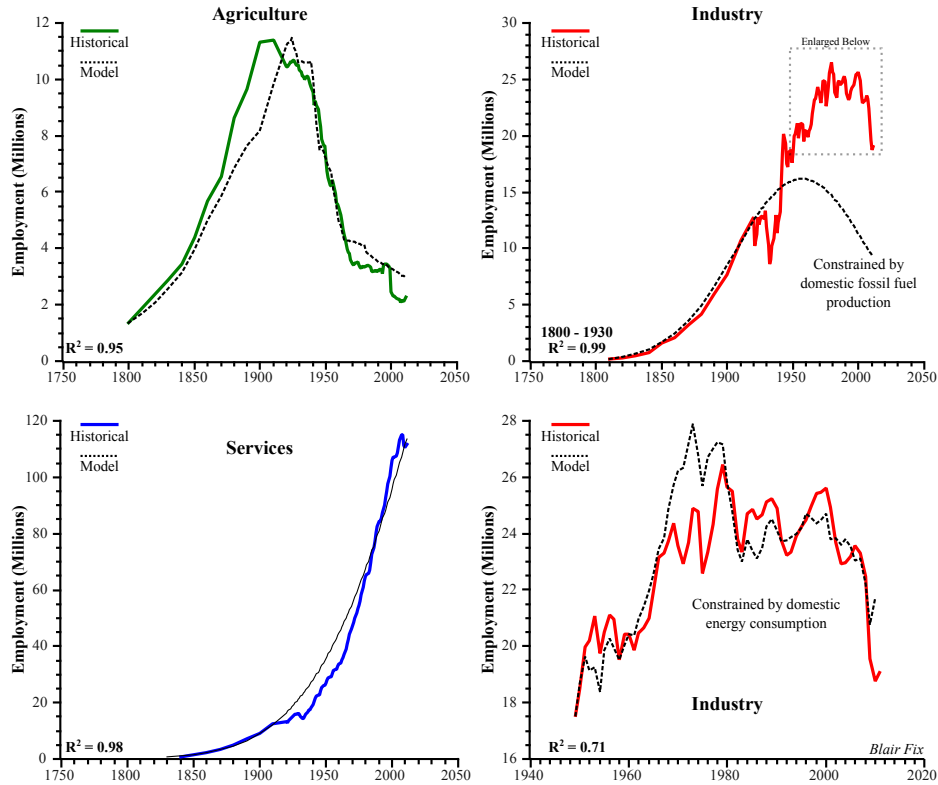 Agriculture
Historical
Model
Employment (Millions)
12
10
8
6
4
2
0
R² = 0.95
1750 1800 1850 1900 1950 2000 2050
Industry
Historical
Model
Enlarged Below
Employment (Millions)
30
25
20
15
10
5
0
Constrained by
domestic fossil fuel
production
1800 - 1930
R² = 0.99
1750 1800 1850 1900 1950 2000 2050
Services
Historical
Model
Employment (Millions)
120
100
80
60
40
20
0
R² = 0.98
1750 1800 1850 1900 1950 2000 2050
Historical
Model
Employment (Millions)
28
26
24
22
20
18
16
Constrained by domestic
energy consumption
Industry
R² = 0.71
Blair Fix
1940 1960 1980 2000 2020